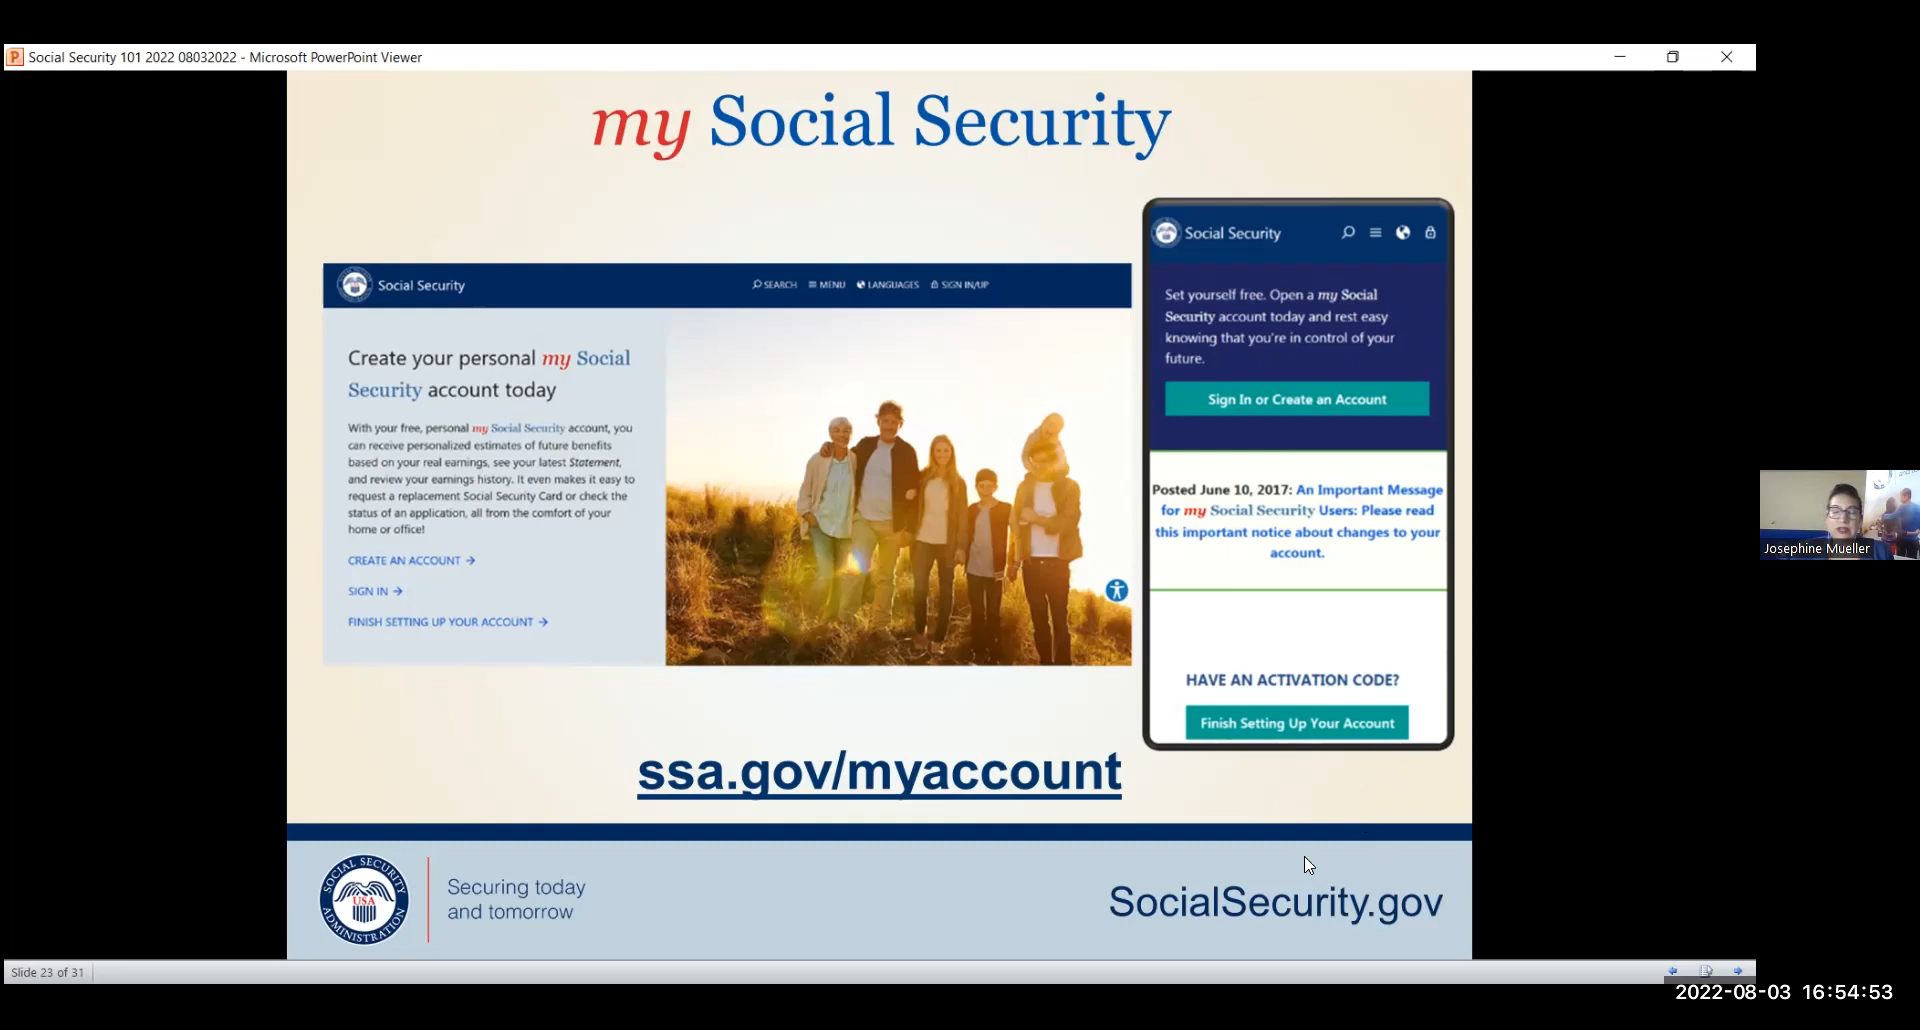 Social Security 101 2022 08032022 - Microsoft PowerPoint Viewer
my Social Security
Social Security
SEARCH MENU LANGUAGES SIGN IN/UP
Create your personal my Social
Security account today
With your free, personal my Social Security account, you
can receive personalized estimates of future benefits
based on your real earnings, see your latest Statement,
and review your earnings history. It even makes it easy to
request a replacement Social Security Card or check the
status of an application, all from the comfort of your
home or office!
CREATE AN ACCOUNT →
SIGN IN →
FINISH SETTING UP YOUR ACCOUNT →
Social Security
Set yourself free. Open a my Social
Security account today and rest easy
knowing that you're in control of your
future.
Sign In or Create an Account
Posted June 10, 2017: An Important Message
for my Social Security Users: Please read
this important notice about changes to your
account.
HAVE AN ACTIVATION CODE?
Finish Setting Up Your Account
ssa.gov/myaccount
SOCIAL SECURITY
USA
ADMINISTRATION
Securing today
and tomorrow
SocialSecurity.gov
Josephine Mueller
Slide 23 of 31
2022-08-03 16:54:53